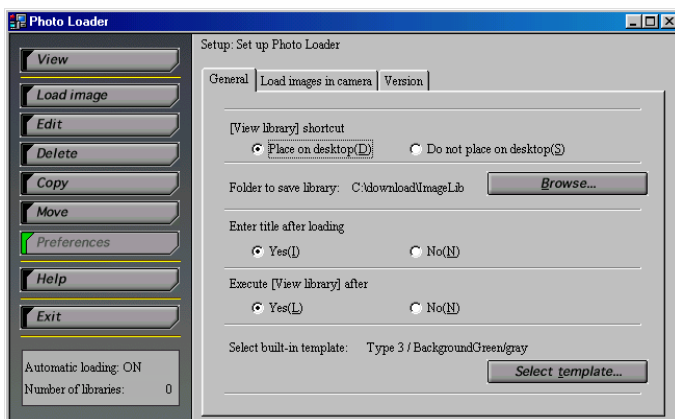 Photo Loader
View
Load image
Edit
Delete
Copy
Move
Preferences
Help
Exit
Automatic loading: ON
Number of libraries: 0
Setup: Set up Photo Loader
General Load images in camera Version
[View library] shortcut
Place on desktop(D) Do not place on desktop(S)
Folder to save library: C:\download\ImageLib Browse...
Enter title after loading
Yes(I) No(N)
Execute [View library] after
Yes(L) No(N)
Select built-in template: Type 3 / BackgroundGreen/gray
Select template...